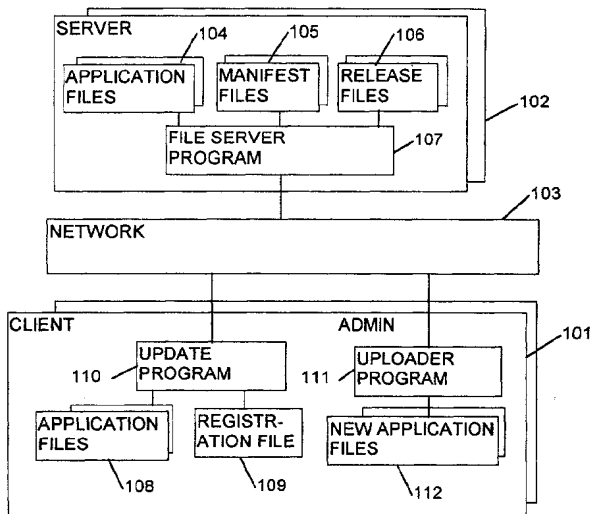 SERVER
104
105
106
APPLICATION
FILES
MANIFEST
FILES
RELEASE
FILES
102
FILE SERVER
PROGRAM
107
103
NETWORK
CLIENT
ADMIN
101
UPDATE
PROGRAM
110
UPLOADER
PROGRAM
111
APPLICATION
FILES
REGISTR-
ATION FILE
NEW APPLICATION
FILES
108
109
112